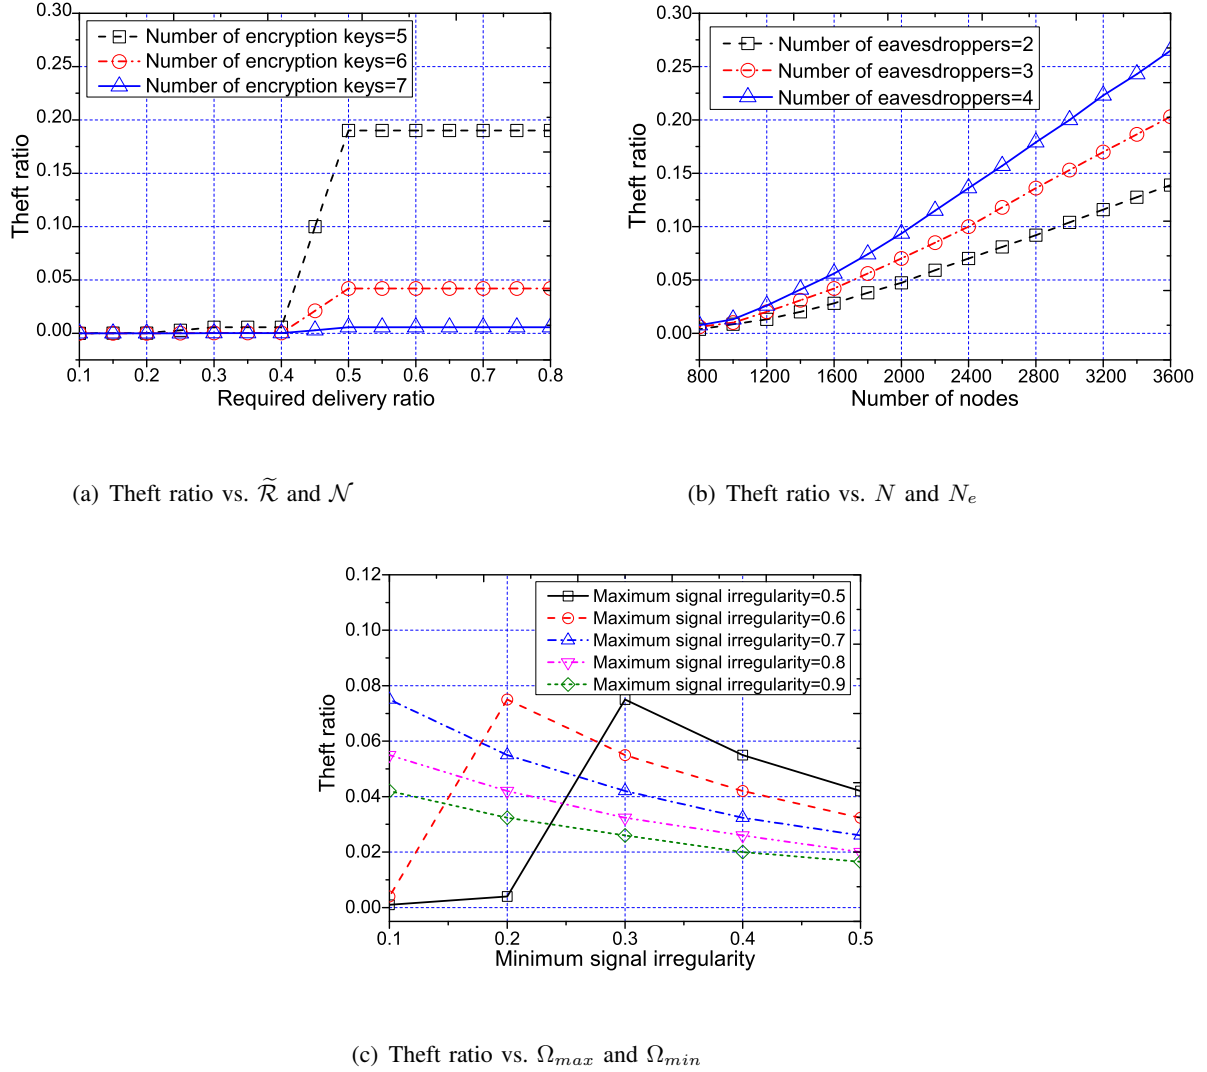 0.30
0.25
0.20
0.15
0.10
0.05
0.00
Theft ratio
Number of encryption keys=5
Number of encryption keys=6
Number of encryption keys=7
0.1 0.2 0.3 0.4 0.5 0.6 0.7 0.8
Required delivery ratio
(a) Theft ratio vs. R̃ and N
0.30
0.25
0.20
0.15
0.10
0.05
0.00
Theft ratio
Number of eavesdroppers=2
Number of eavesdroppers=3
Number of eavesdroppers=4
800 1200 1600 2000 2400 2800 3200 3600
Number of nodes
(b) Theft ratio vs. N and Nₑ
0.12
0.10
0.08
0.06
0.04
0.02
0.00
Theft ratio
Maximum signal irregularity=0.5
Maximum signal irregularity=0.6
Maximum signal irregularity=0.7
Maximum signal irregularity=0.8
Maximum signal irregularity=0.9
0.1 0.2 0.3 0.4 0.5
Minimum signal irregularity
(c) Theft ratio vs. Ωmax and Ωmin